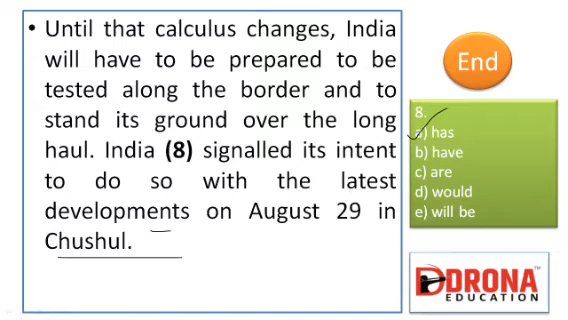 • Until that calculus changes, India
will have to be prepared to be
tested along the border and to
stand its ground over the long
haul. India (8) signalled its intent
to do so with the latest
developments on August 29 in
Chushul.
End
8.
a) has
b) have
c) are
d) would
e) will be
DRONA™
EDUCATION